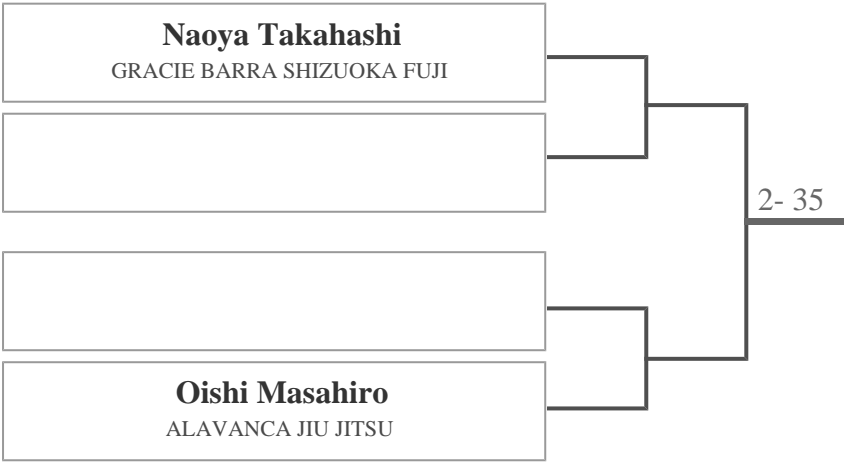 Naoya Takahashi
GRACIE BARRA SHIZUOKA FUJI
2- 35
Oishi Masahiro
ALAVANCA JIU JITSU